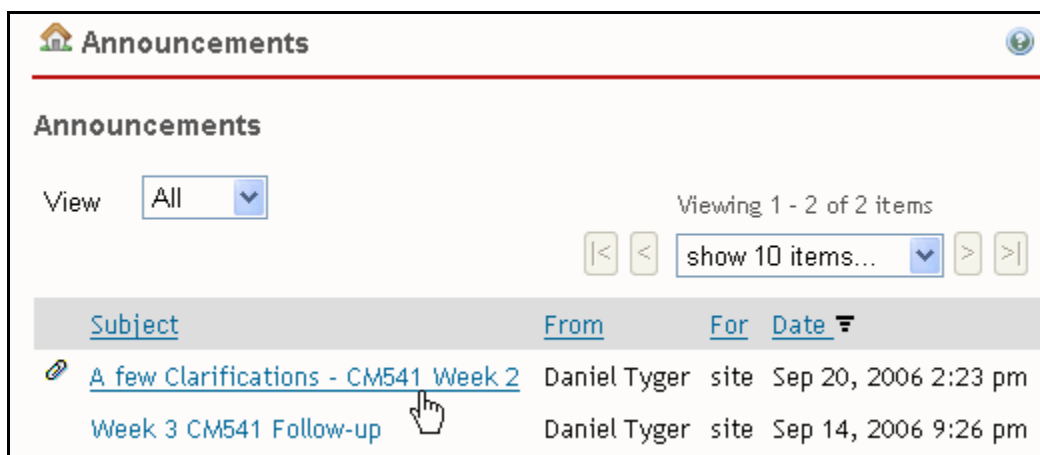 Announcements
Announcements
View All
Viewing 1 - 2 of 2 items
|< < show 10 items... > >|
Subject From For Date
A few Clarifications - CM541 Week 2 Daniel Tyger site Sep 20, 2006 2:23 pm
Week 3 CM541 Follow-up Daniel Tyger site Sep 14, 2006 9:26 pm